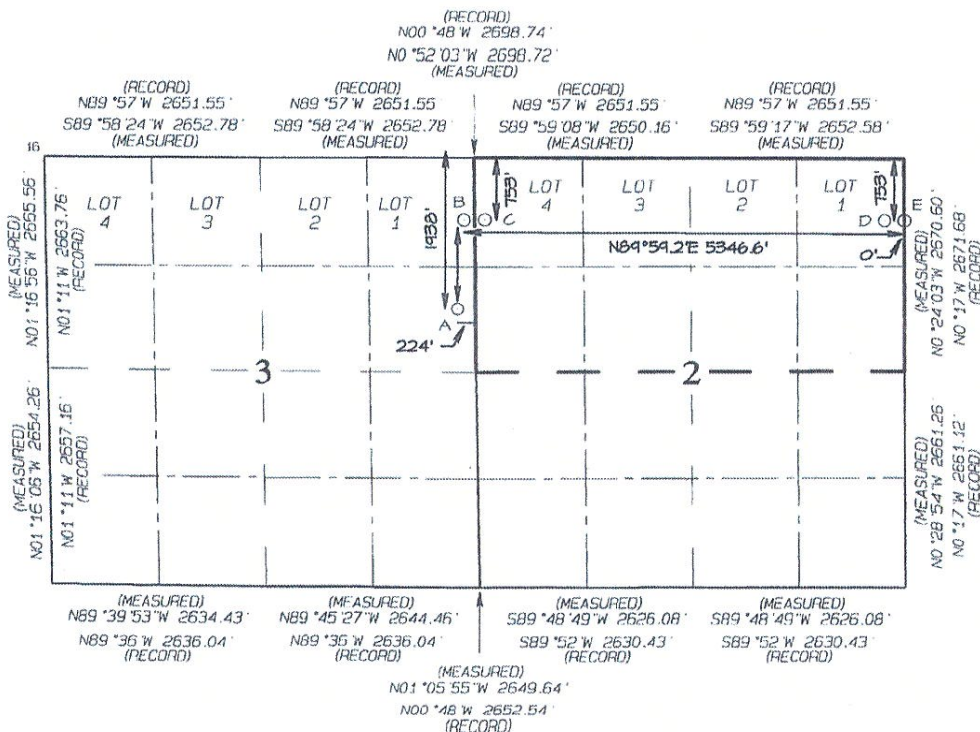 (RECORD)
N00 °48'W 2698.74'
N0 °52'03"W 2698.72
(MEASURED)
(RECORD)
N89 °57'W 2651.55'
S89 °58'24"W 2652.78'
(MEASURED)
(RECORD)
N89 °57'W 2651.55
S89 °58'24"W 2652.78'
(MEASURED)
(RECORD)
N89 °57'W 2651.55'
S89 °59'08"W 2650.16'
(MEASURED)
(RECORD)
N89 °57'W 2651.55'
S89 °59'17"W 2652.58'
(MEASURED)
16
LOT
4
LOT
3
LOT
2
LOT
1
1938'
B
C
753'
LOT
4
LOT
3
LOT
2
LOT
1
753'
D
E
N89°59.2'E 5346.6'
0'
A
224'
3
2
(MEASURED)
N01 °16'56"W 2665.56'
N01 °11'W 2663.76'
(RECORD)
(MEASURED)
N01 °16'06"W 2654.26'
N01 °11'W 2657.16'
(RECORD)
(MEASURED)
N0 °24'03"W 2670.60'
N0 °17'W 2671.68'
(RECORD)
(MEASURED)
N0 °28'54"W 2661.26'
N0 °17'W 2661.12'
(RECORD)
(MEASURED)
N89 °39'53"W 2634.43'
N89 °36'W 2636.04'
(RECORD)
(MEASURED)
N89 °45'27"W 2644.46'
N89 °36'W 2636.04'
(RECORD)
(MEASURED)
S89 °48'49"W 2626.08'
S89 °52'W 2630.43'
(RECORD)
(MEASURED)
S89 °48'49"W 2626.08'
S89 °52'W 2630.43'
(RECORD)
(MEASURED)
N01 °05'55"W 2649.64'
N00 °48'W 2652.54'
(RECORD)